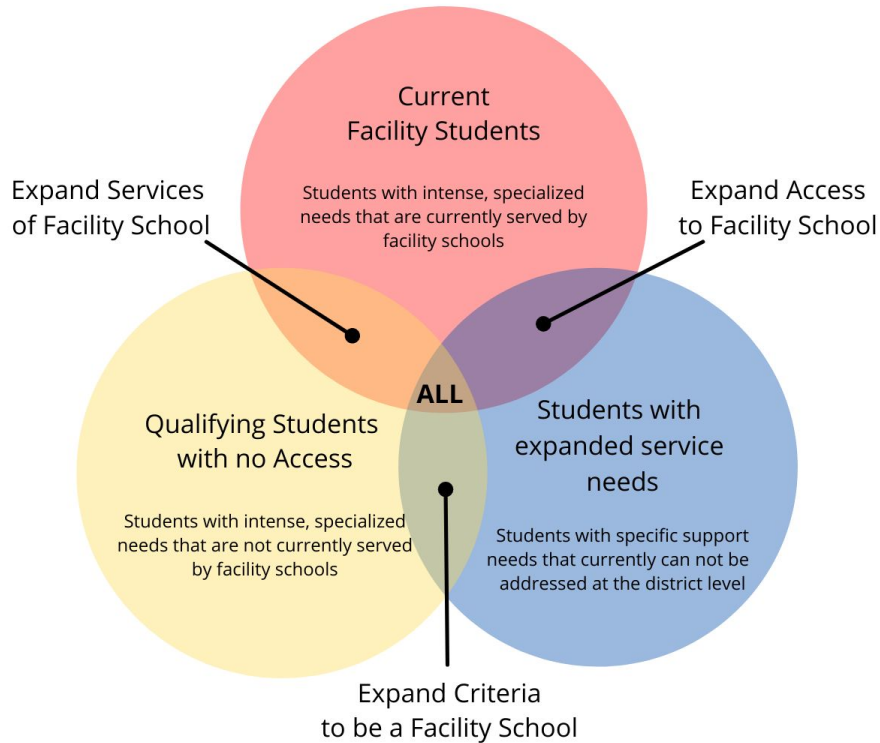 Current
Facility Students
Students with intense, specialized
needs that are currently served by
facility schools
Expand Services
of Facility School
Expand Access
to Facility School
ALL
Qualifying Students
with no Access
Students with intense, specialized
needs that are not currently served
by facility schools
Students with
expanded service
needs
Students with specific support
needs that currently can not be
addressed at the district level
Expand Criteria
to be a Facility School